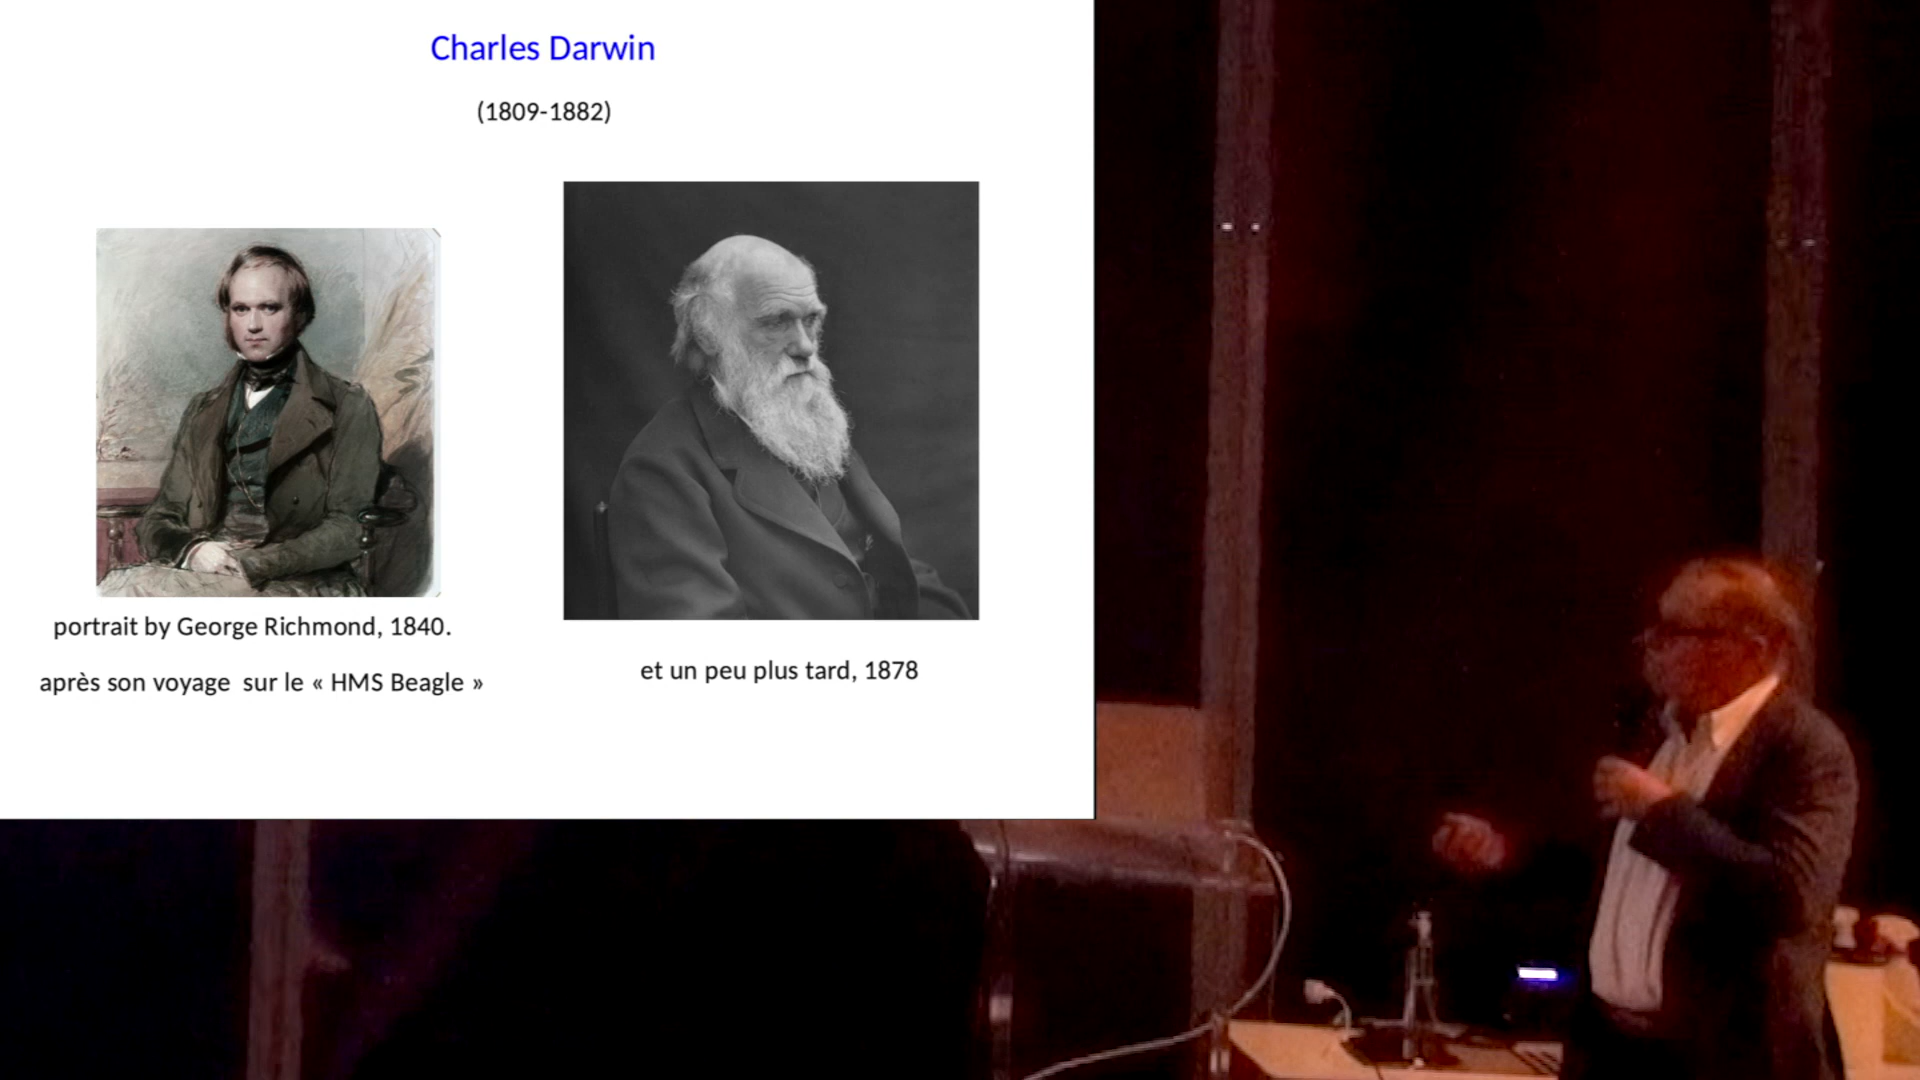 Charles Darwin
(1809-1882)
portrait by George Richmond, 1840.
après son voyage  sur le « HMS Beagle »
et un peu plus tard, 1878